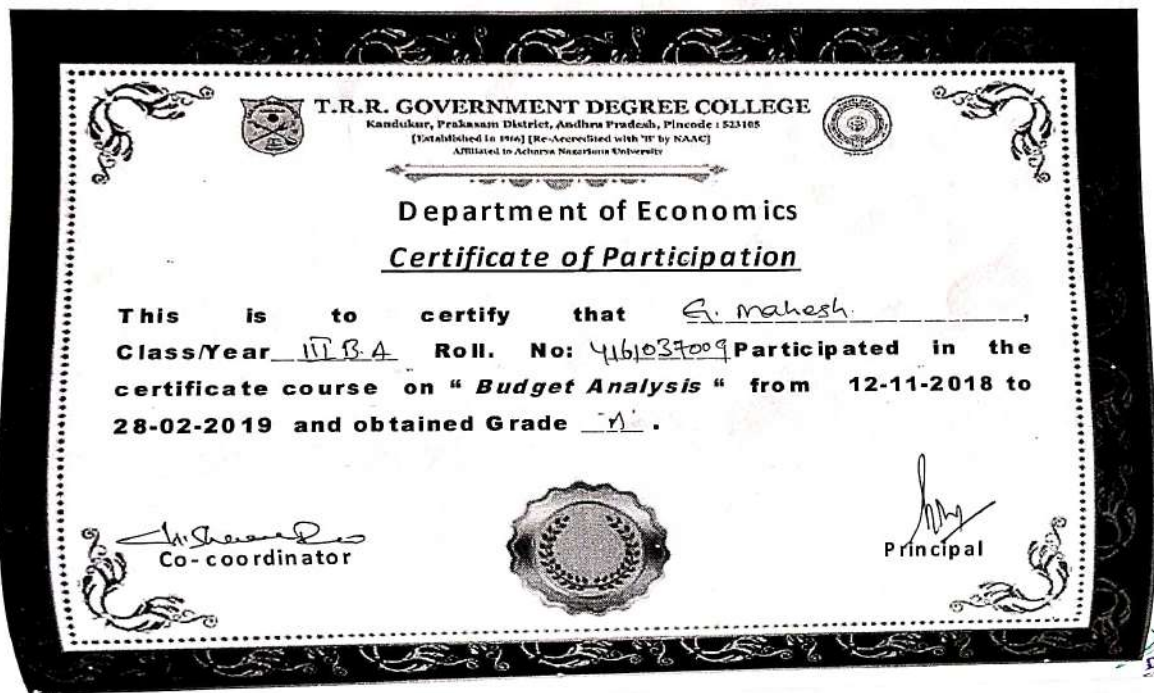 T.R.R. GOVERNMENT DEGREE COLLEGE
Kandukur, Prakasam District, Andhra Pradesh, Pincode : 523105
[Established in 1966] [Re-Accredited with 'B' by NAAC]
Affiliated to Acharya Nagarjuna University
Department of Economics
Certificate of Participation
This is to certify that G. Mahesh,
Class/Year III B.A Roll. No: 4161037009 Participated in the
certificate course on " Budget Analysis " from 12-11-2018 to
28-02-2019 and obtained Grade .
Co-coordinator
Principal